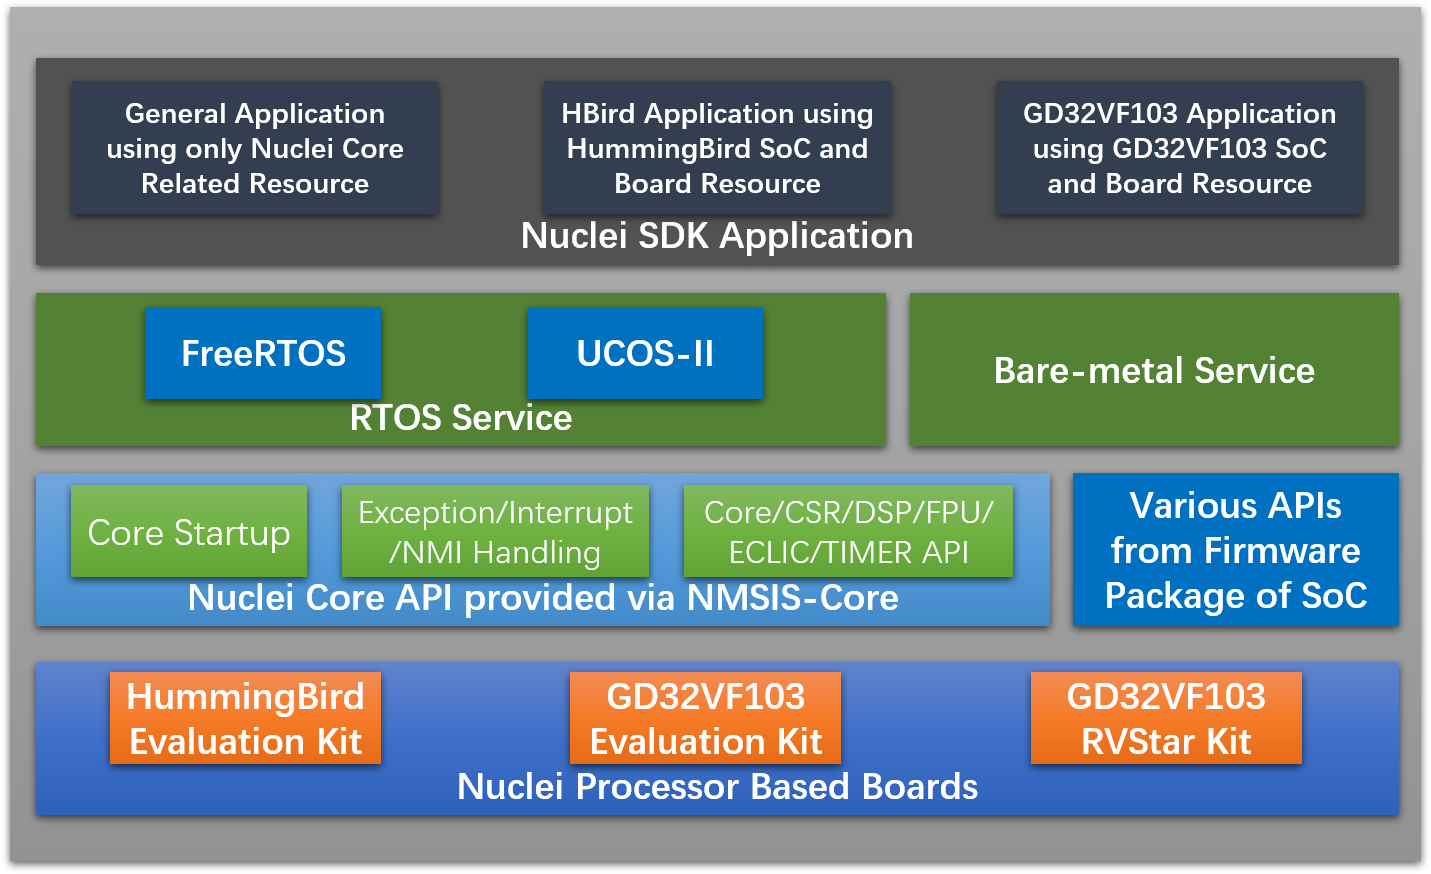 General Application
using only Nuclei Core
Related Resource
HBird Application using
HummingBird SoC and
Board Resource
GD32VF103 Application
using GD32VF103 SoC
and Board Resource
Nuclei SDK Application
FreeRTOS
UCOS-II
RTOS Service
Bare-metal Service
Core Startup
Exception/Interrupt
/NMI Handling
Core/CSR/DSP/FPU/
ECLIC/TIMER API
Nuclei Core API provided via NMSIS-Core
Various APIs
from Firmware
Package of SoC
HummingBird
Evaluation Kit
GD32VF103
Evaluation Kit
GD32VF103
RVStar Kit
Nuclei Processor Based Boards